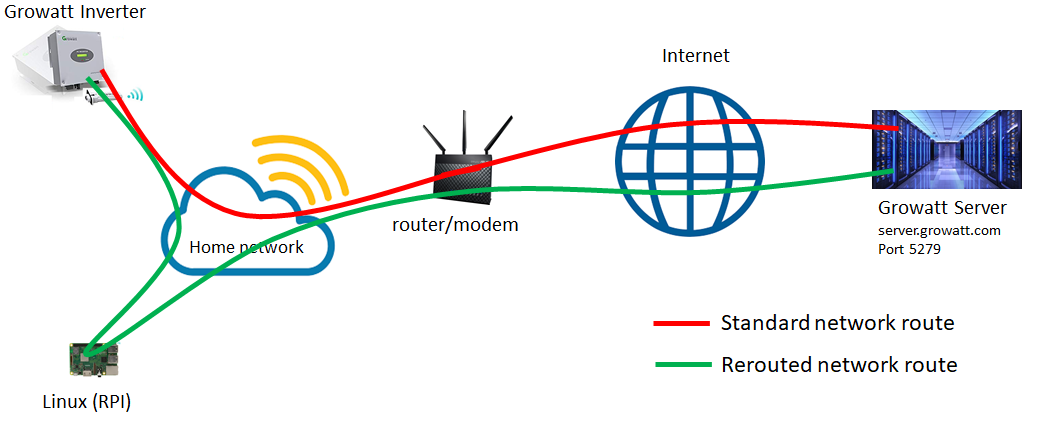 Growatt Inverter
Growatt
Internet
router/modem
Growatt Server
server.growatt.com
Port 5279
Home network
Standard network route
Rerouted network route
Linux (RPI)